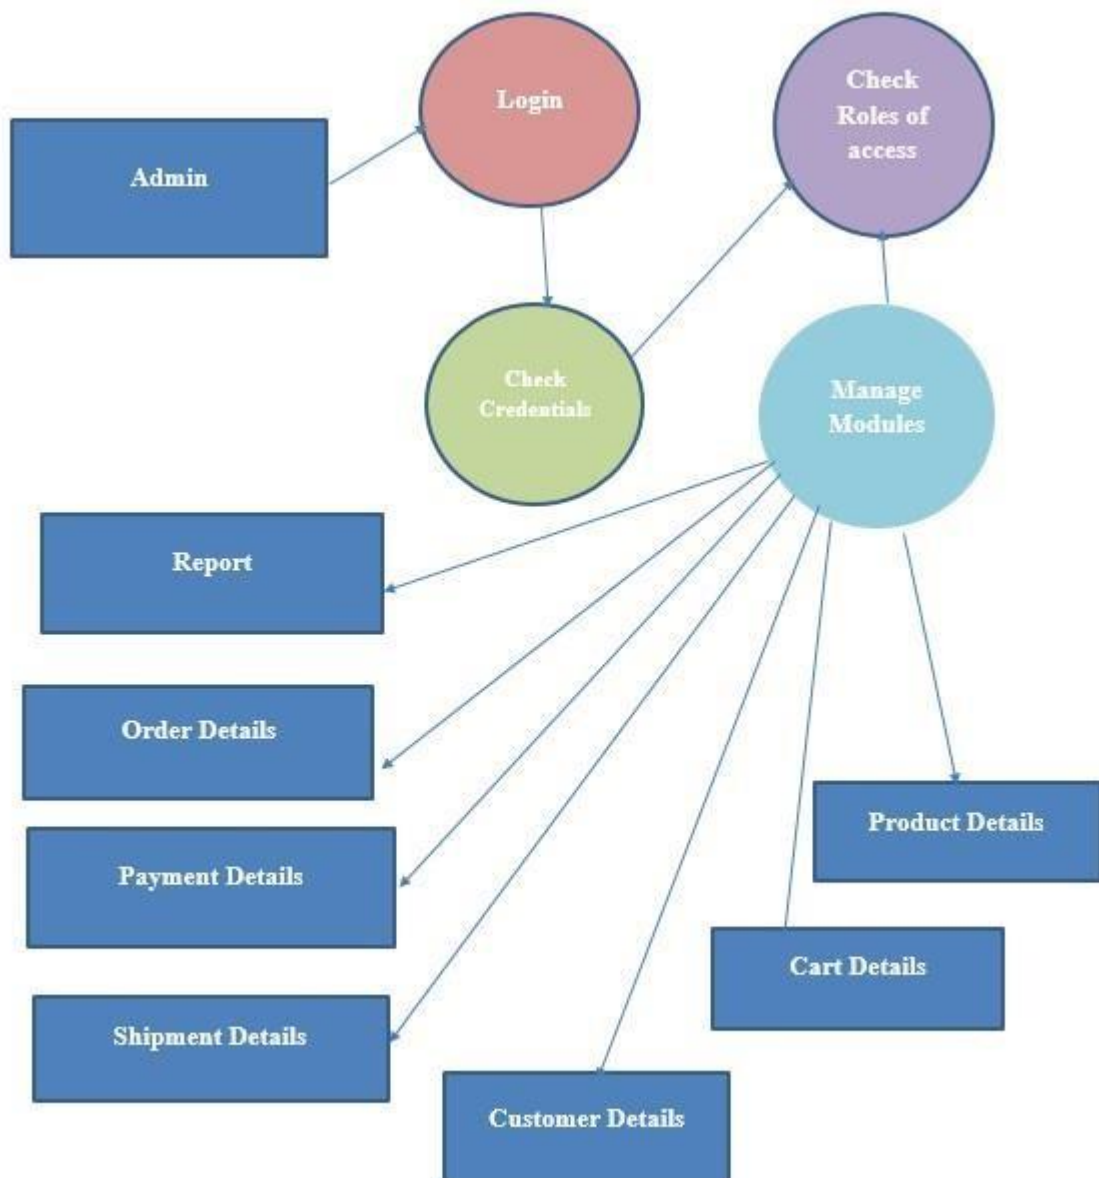 Login
Check
Roles of
access
Admin
Check
Credentials
Manage
Modules
Report
Order Details
Product Details
Payment Details
Cart Details
Shipment Details
Customer Details